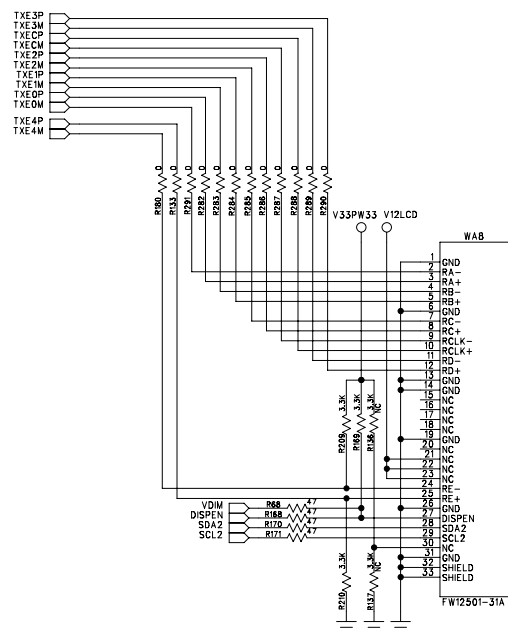 TXE3P
TXE3M
TXECP
TXECM
TXE2P
TXE2M
TXE1P
TXE1M
TXE0P
TXE0M
TXE4P
TXE4M
0 0 0 0 0 0 0 0 0 0 0 0
R180 R133 R291 R282 R283 R284 R285 R286 R287 R288 R289 R290
V33PW33 V12LCD
WA8
1 GND
2 RA-
3 RA+
4 RB-
5 RB+
6 GND
7 RC-
8 RC+
9 RCLK-
10 RCLK+
11 RD-
12 RD+
13 GND
14 GND
15 NC
16 NC
17 NC
18 NC
19 GND
20 NC
21 NC
22 NC
23 NC
24 RE-
25 RE+
26 GND
27 DISPEN
28 SDA2
29 SCL2
30 NC
31 GND
32 SHIELD
33 SHIELD
3.3K 3.3K 3.3K NC
R209 R169 R136
VDIM R68 47
DISPEN R168 47
SDA2 R170 47
SCL2 R171 47
3.3K 3.3K NC
R210 R137
FW12501-31A